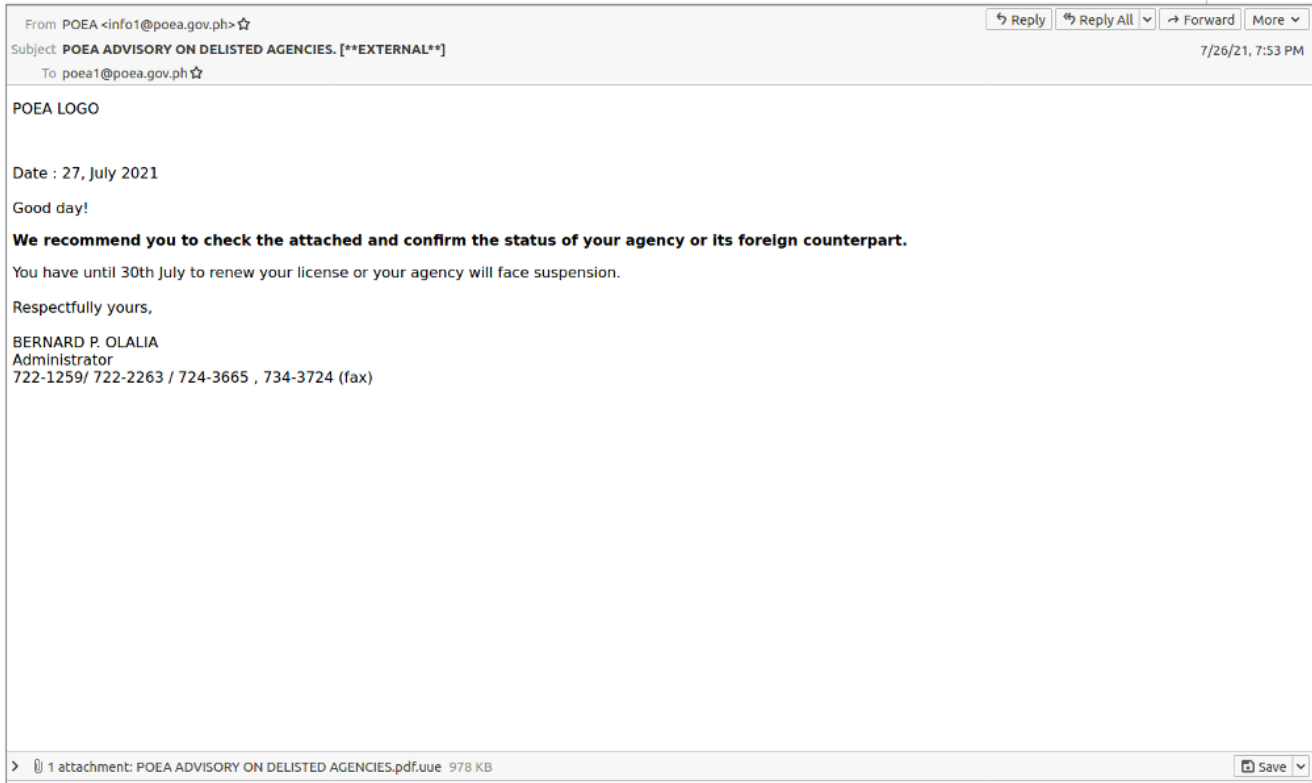 From POEA <info1@poea.gov.ph>
Reply Reply All Forward More
Subject POEA ADVISORY ON DELISTED AGENCIES. [**EXTERNAL**]
7/26/21, 7:53 PM
To poea1@poea.gov.ph
POEA LOGO
Date : 27, July 2021
Good day!
We recommend you to check the attached and confirm the status of your agency or its foreign counterpart.
You have until 30th July to renew your license or your agency will face suspension.
Respectfully yours,
BERNARD P. OLALIA
Administrator
722-1259/ 722-2263 / 724-3665 , 734-3724 (fax)
1 attachment: POEA ADVISORY ON DELISTED AGENCIES.pdf.uue 978 KB
Save